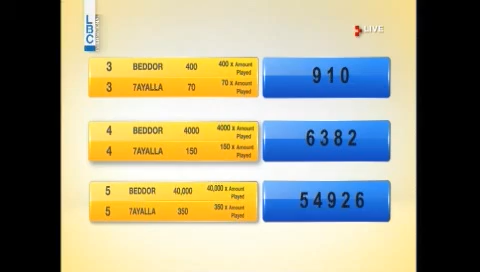 LBC
LIVE
3 BEDDOR 400 400 X Amount Played
3 7AYALLA 70 70 X Amount Played
910
4 BEDDOR 4000 4000 X Amount Played
4 7AYALLA 150 150 X Amount Played
6382
5 BEDDOR 40,000 40,000 X Amount Played
5 7AYALLA 350 350 X Amount Played
54926